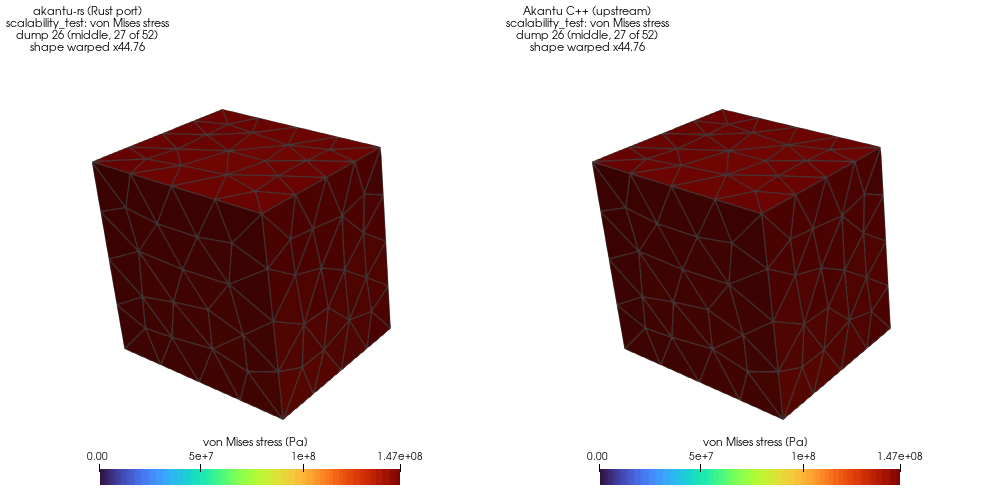 akantu-rs (Rust port)
scalability_test: von Mises stress
dump 26 (middle, 27 of 52)
shape warped x44.76
von Mises stress (Pa)
0.00 5e+7 1e+8 1.47e+08
Akantu C++ (upstream)
scalability_test: von Mises stress
dump 26 (middle, 27 of 52)
shape warped x44.76
von Mises stress (Pa)
0.00 5e+7 1e+8 1.47e+08